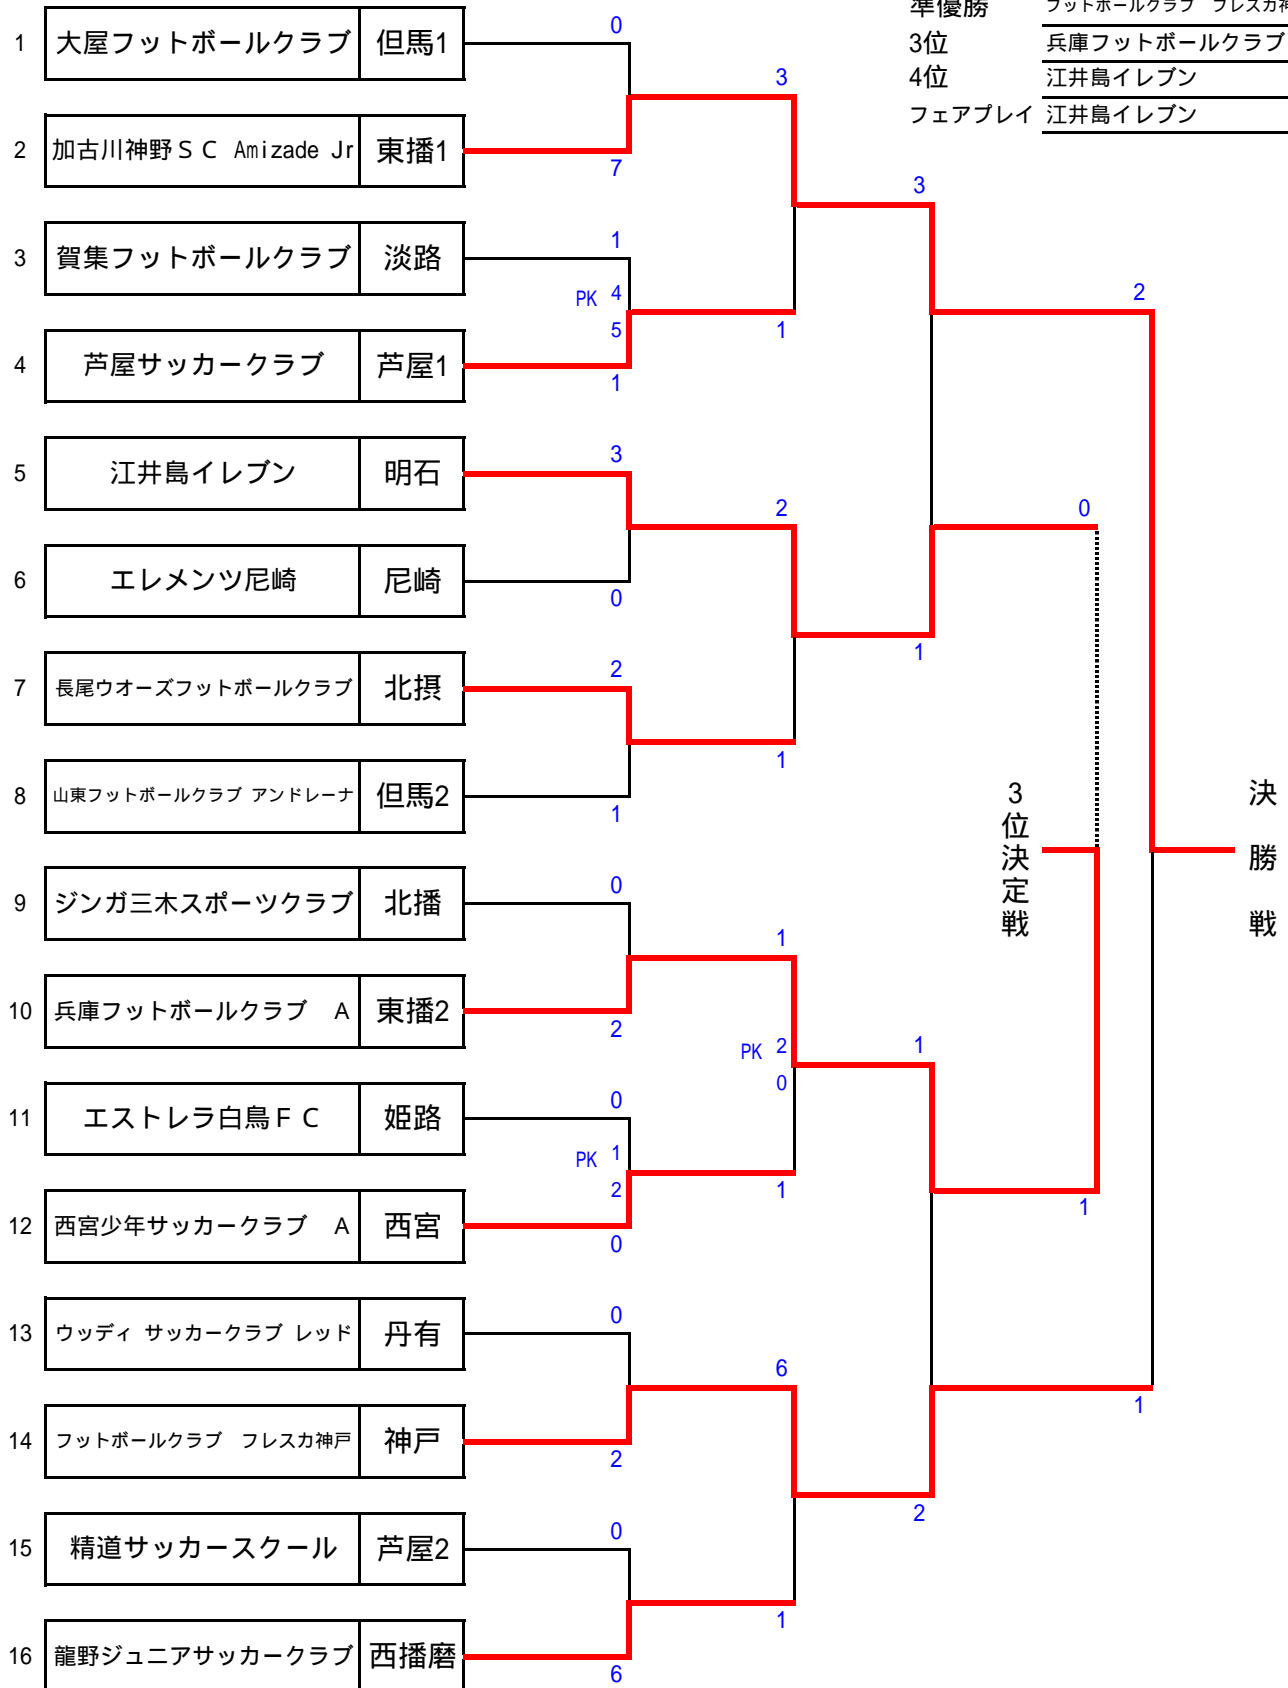 準優勝 フットボールクラブ　フレスカ神
3位 兵庫フットボールクラブ
4位 江井島イレブン
フェアプレイ 江井島イレブン
1 大屋フットボールクラブ 但馬1 0
3
2 加古川神野ＳＣ Amizade Jr 東播1 7
3
3 賀集フットボールクラブ 淡路 1
PK 4
5 1
2
4 芦屋サッカークラブ 芦屋1 1
5 江井島イレブン 明石 3
2 0
6 エレメンツ尼崎 尼崎 0
1
7 長尾ウオーズフットボールクラブ 北摂 2
1
8 山東フットボールクラブ アンドレーナ 但馬2 1
3位決定戦
決勝戦
9 ジンガ三木スポーツクラブ 北播 0
1
10 兵庫フットボールクラブ　A 東播2 2
PK 2 1
0
11 エストレラ白鳥ＦＣ 姫路 0
PK 1
2 1
1
12 西宮少年サッカークラブ　A 西宮 0
13 ウッディ サッカークラブ レッド 丹有 0
6
1
14 フットボールクラブ　フレスカ神戸 神戸 2
2
15 精道サッカースクール 芦屋2 0
1
16 龍野ジュニアサッカークラブ 西播磨 6